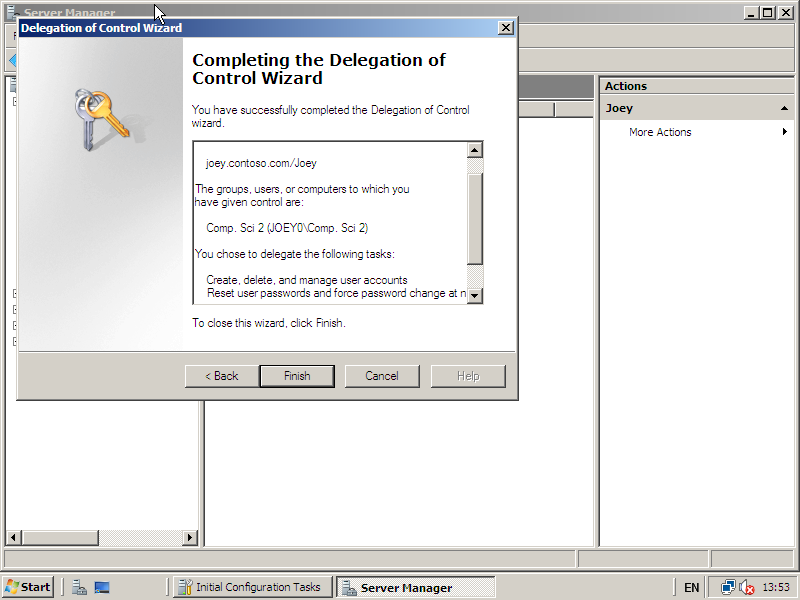 Server Manager
Delegation of Control Wizard
Completing the Delegation of
Control Wizard
You have successfully completed the Delegation of Control
wizard.
joey.contoso.com/Joey
The groups, users, or computers to which you
have given control are:
Comp. Sci 2 (JOEY0\Comp. Sci 2)
You chose to delegate the following tasks:
Create, delete, and manage user accounts
Reset user passwords and force password change at n
To close this wizard, click Finish.
< Back
Finish
Cancel
Help
Actions
Joey
More Actions
Start
Initial Configuration Tasks
Server Manager
EN
13:53